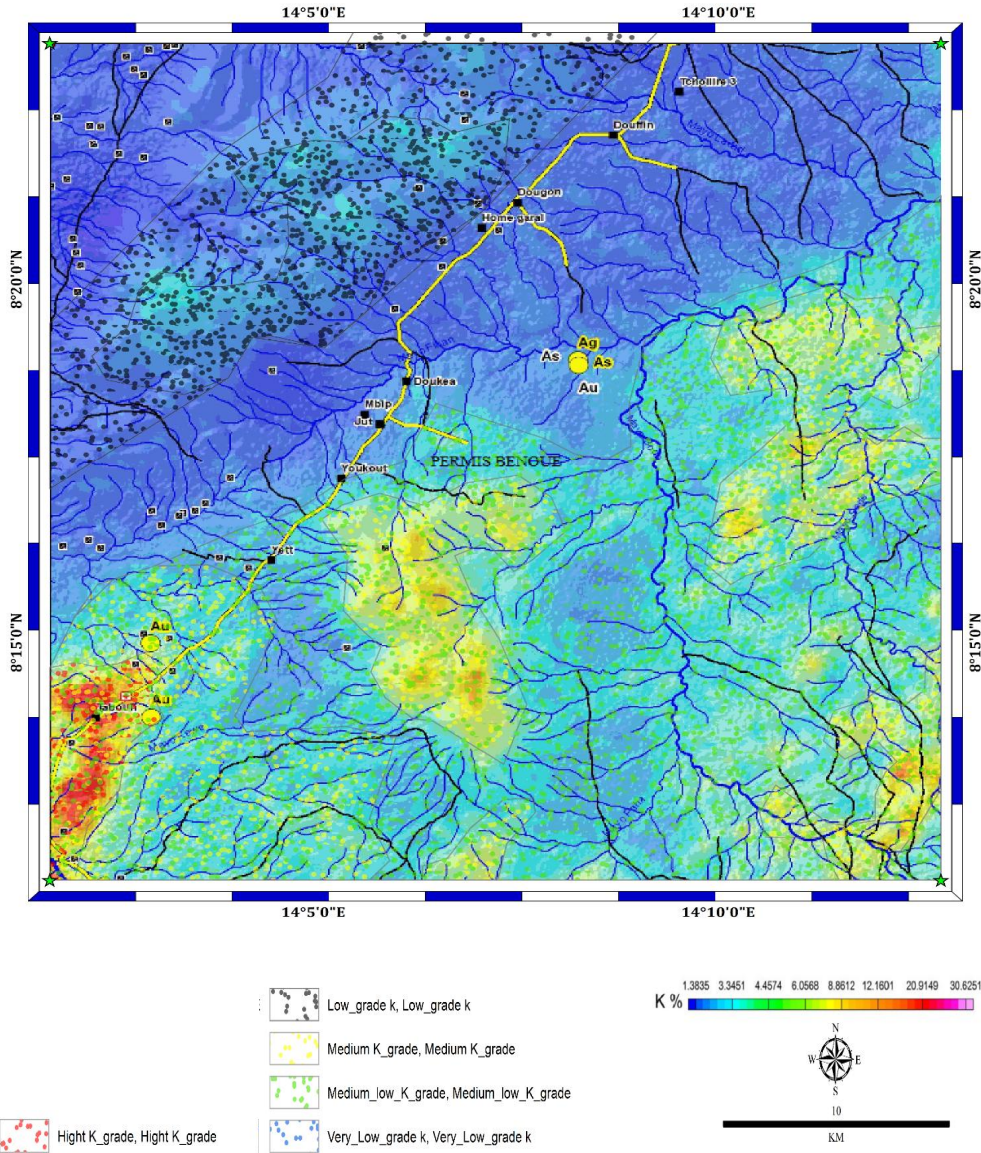 14°5'0"E 14°10'0"E
Tchollire 3
Douffin
Dougon
Home garal
8°20'0"N 8°20'0"N
Ag
As As
Au
Doukea
Mbip
Jut
PERMIS BENOUE
Youkout
Yett
8°15'0"N 8°15'0"N
Au
Au
14°5'0"E 14°10'0"E
Low_grade k, Low_grade k
Medium K_grade, Medium K_grade
Medium_low_K_grade, Medium_low_K_grade
Hight K_grade, Hight K_grade
Very_Low_grade k, Very_Low_grade k
1.3835 3.3451 4.4574 6.0568 8.8612 12.1601 20.9149 30.6251
K %
N
W E
S
10
KM